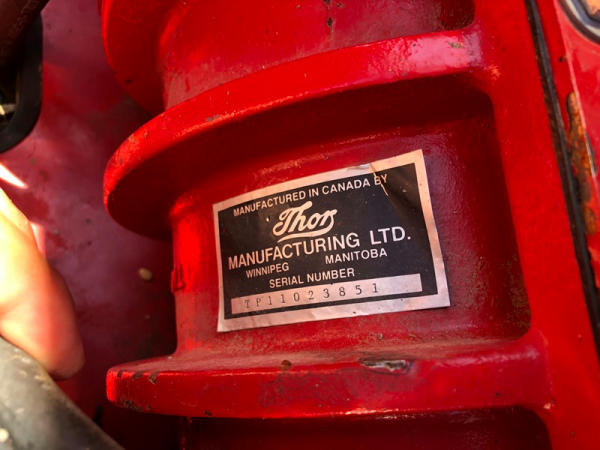 MANUFACTURED IN CANADA BY
Thor
MANUFACTURING LTD.
WINNIPEG MANITOBA
SERIAL NUMBER
TP11023851